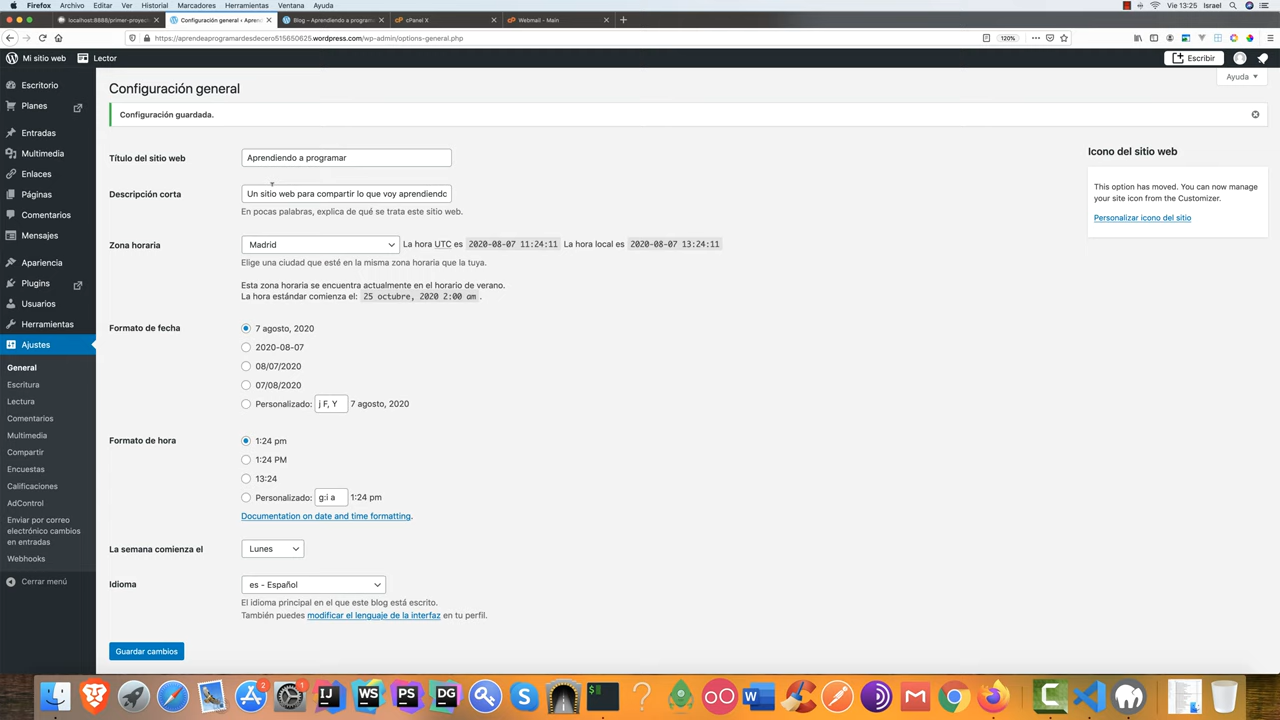 Firefox Archivo Editar Ver Historial Marcadores Herramientas Ventana Ayuda Vie 13:25 Israel
localhost:8888/primer-proyect Configuración general ‹ Apren Blog – Aprendiendo a program cPanel X Webmail - Main
https://aprendeaprogramardesdecero515650625.wordpress.com/wp-admin/options-general.php 120%
Mi sitio web Lector Escribir
Ayuda
Escritorio
Planes
Entradas
Multimedia
Enlaces
Páginas
Comentarios
Mensajes
Apariencia
Plugins
Usuarios
Herramientas
Ajustes
General
Escritura
Lectura
Comentarios
Multimedia
Compartir
Encuestas
Calificaciones
AdControl
Enviar por correo
electrónico cambios
en entradas
Webhooks
Cerrar menú
Configuración general
Configuración guardada.
Título del sitio web Aprendiendo a programar
Descripción corta Un sitio web para compartir lo que voy aprendiendo
En pocas palabras, explica de qué se trata este sitio web.
Zona horaria Madrid La hora UTC es 2020-08-07 11:24:11 La hora local es 2020-08-07 13:24:11
Elige una ciudad que esté en la misma zona horaria que la tuya.
Esta zona horaria se encuentra actualmente en el horario de verano.
La hora estándar comienza el: 25 octubre, 2020 2:00 am .
Formato de fecha 7 agosto, 2020
2020-08-07
08/07/2020
07/08/2020
Personalizado: j F, Y 7 agosto, 2020
Formato de hora 1:24 pm
1:24 PM
13:24
Personalizado: g:i a 1:24 pm
Documentation on date and time formatting.
La semana comienza el Lunes
Idioma es - Español
El idioma principal en el que este blog está escrito.
También puedes modificar el lenguaje de la interfaz en tu perfil.
Guardar cambios
Icono del sitio web
This option has moved. You can now manage
your site icon from the Customizer.
Personalizar icono del sitio
2 1 IJ WS PS DG S $ ? W C